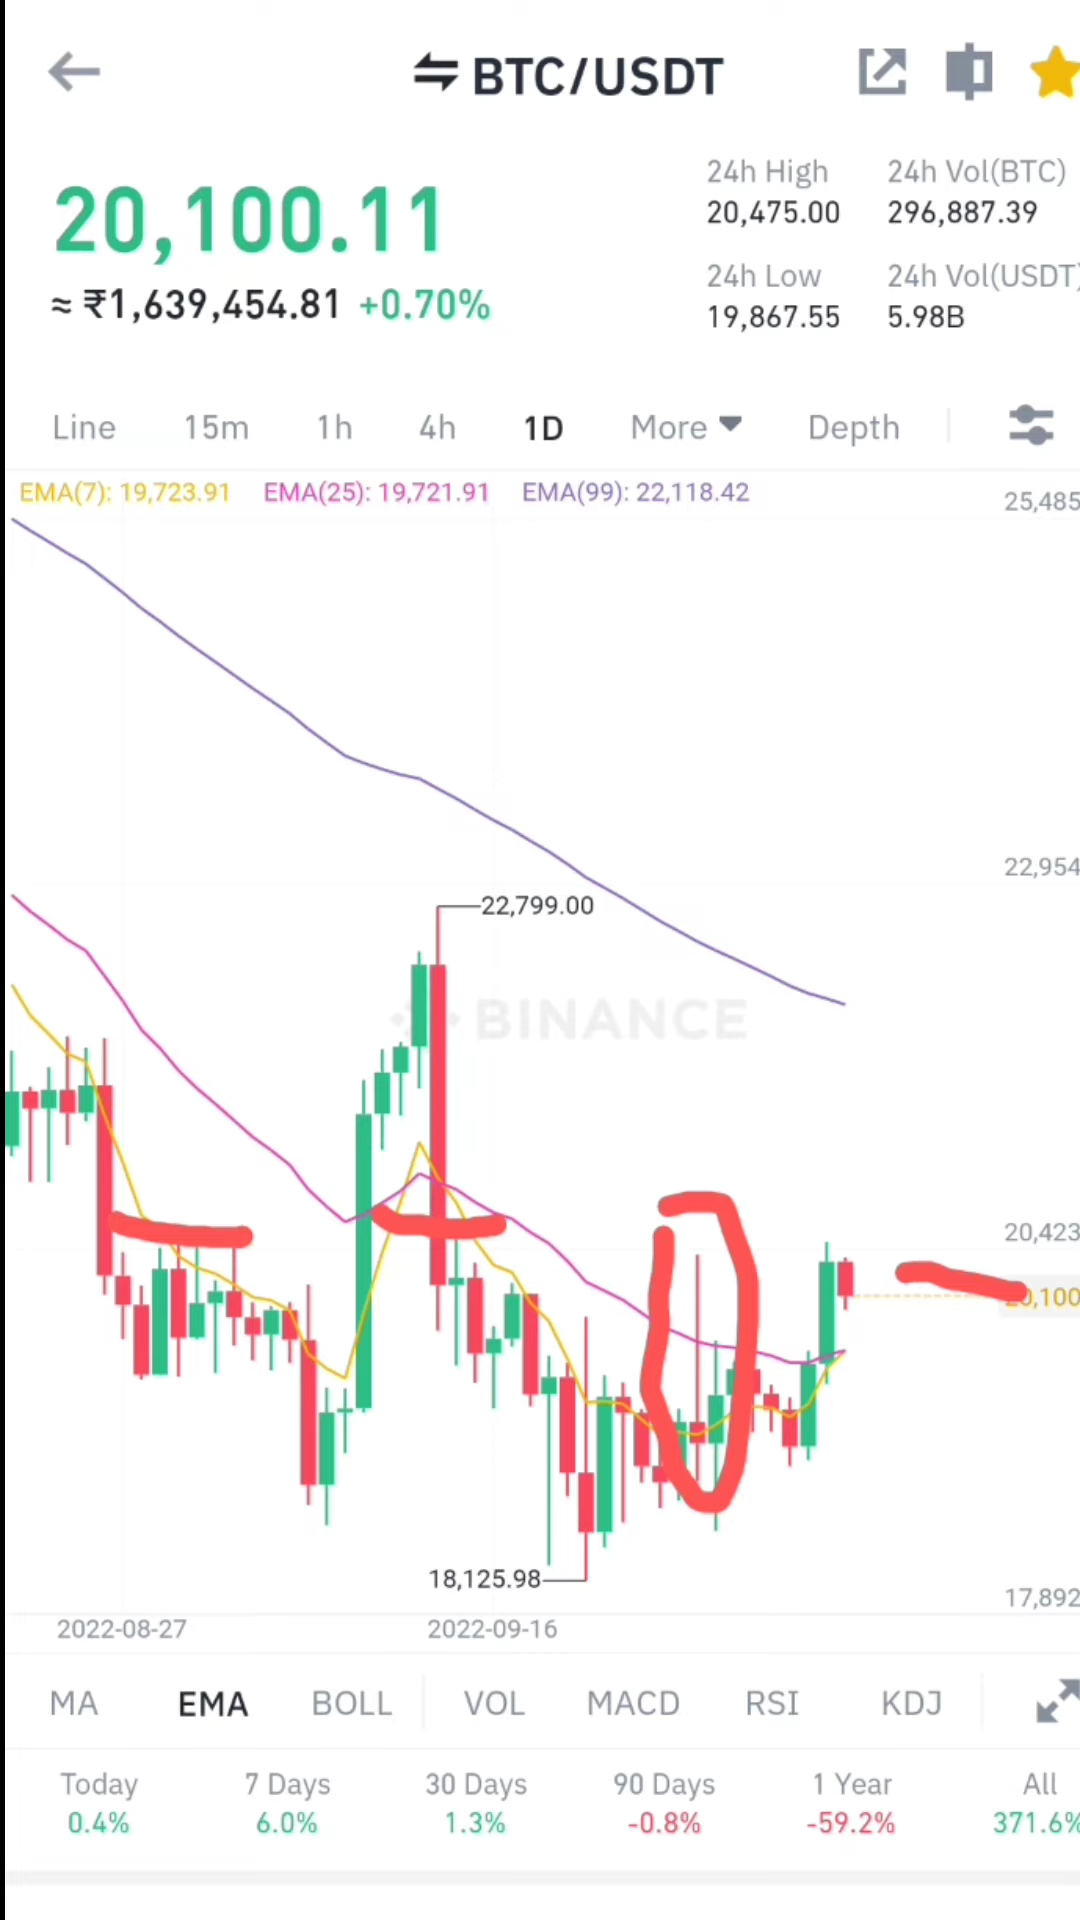 BTC/USDT
20,100.11
≈ ₹1,639,454.81 +0.70%
24h High
20,475.00
24h Vol(BTC)
296,887.39
24h Low
19,867.55
24h Vol(USDT)
5.98B
Line 15m 1h 4h 1D More Depth
EMA(7): 19,723.91 EMA(25): 19,721.91 EMA(99): 22,118.42
25,485
22,954
22,799.00
BINANCE
20,423
20,100
18,125.98
17,892
2022-08-27 2022-09-16
MA EMA BOLL VOL MACD RSI KDJ
Today 7 Days 30 Days 90 Days 1 Year All
0.4% 6.0% 1.3% -0.8% -59.2% 371.6%